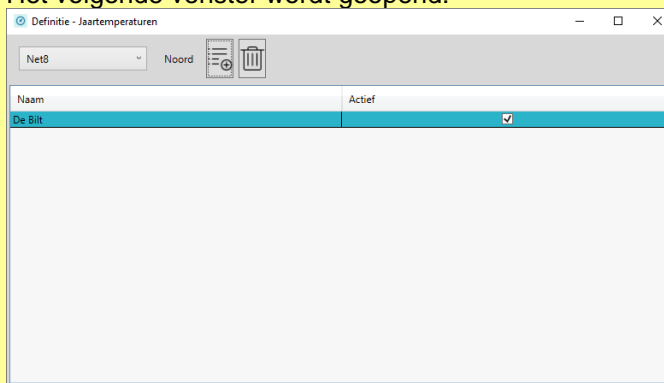 Het volgende venster wordt geopend:
Definitie - Jaartemperaturen
Net8 Noord
Naam Actief
De Bilt